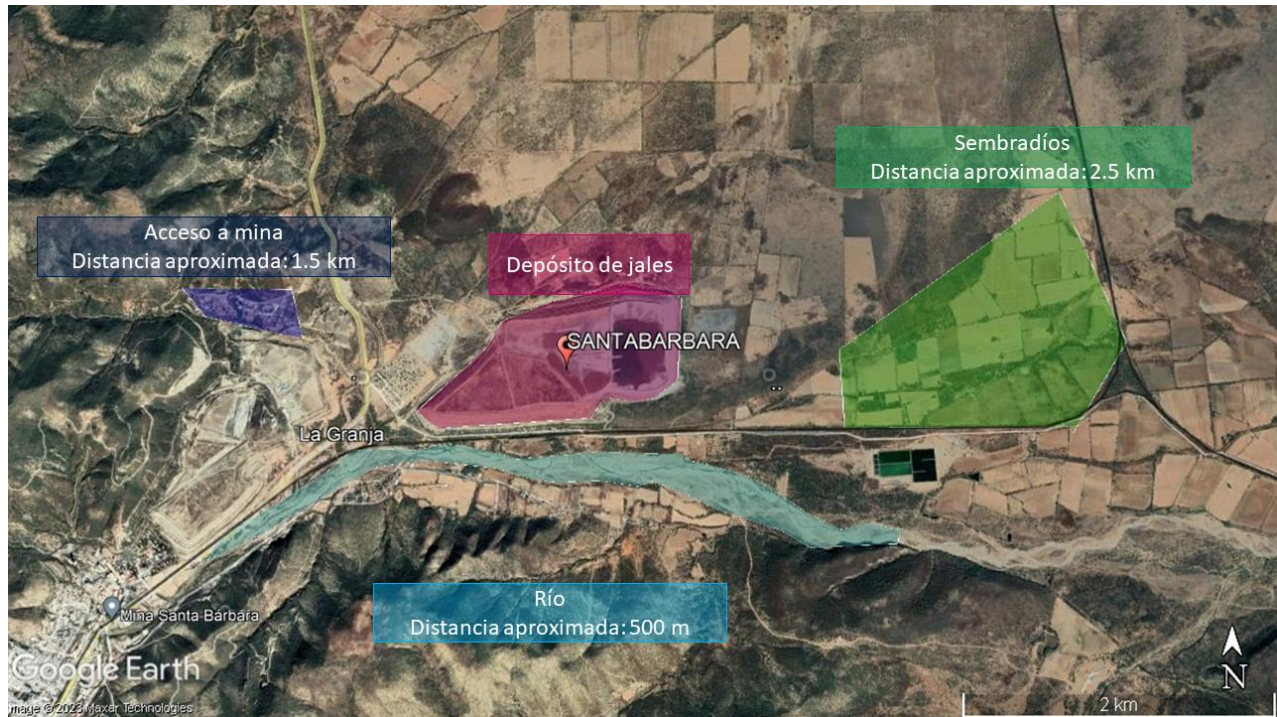 Sembradíos
Distancia aproximada: 2.5 km
Acceso a mina
Distancia aproximada: 1.5 km
Depósito de jales
SANTABARBARA
La Granja
Río
Distancia aproximada: 500 m
Mina Santa Bárbara
Google Earth
N
2 km
Image © 2023 Maxar Technologies